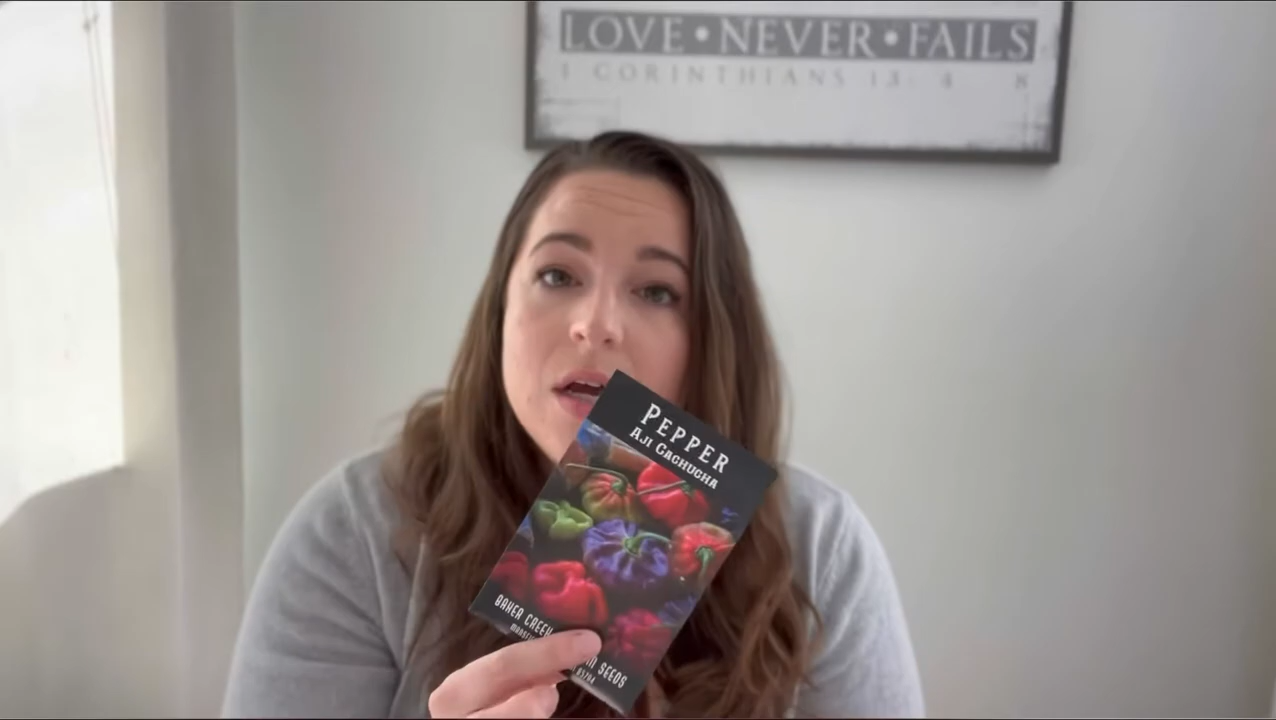 LOVE • NEVER • FAILS
1 CORINTHIANS 13: 4 8
PEPPER
AJI CACHUCHA
BAKER CREEK
SEEDS